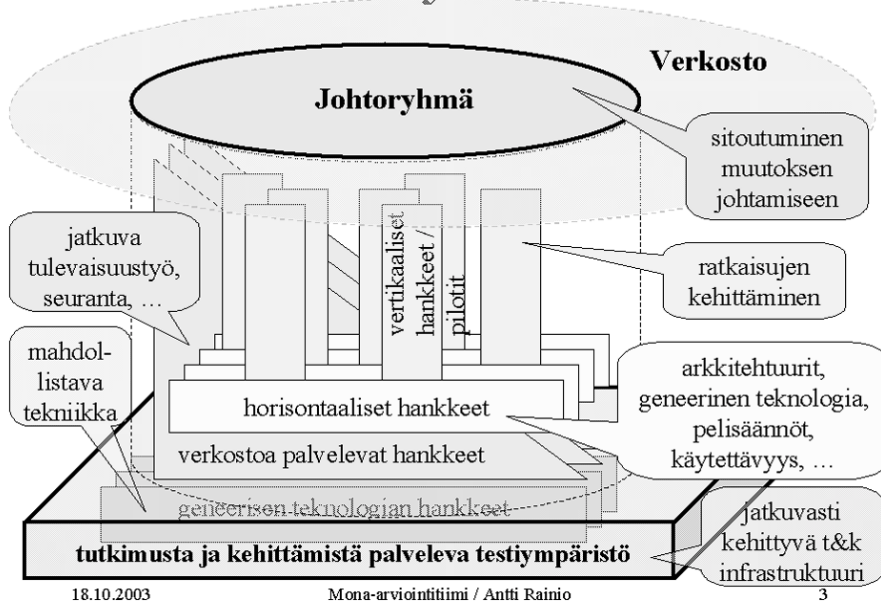 Verkosto
Johtoryhmä
sitoutuminen
muutoksen
johtamiseen
jatkuva
tulevaisuustyö,
seuranta, …
vertikaaliset
hankkeet /
pilotit
ratkaisujen
kehittäminen
mahdol-
listava
tekniikka
horisontaaliset hankkeet
arkkitehtuurit,
geneerinen teknologia,
pelisäännöt,
käytettävyys, …
verkostoa palvelevat hankkeet
geneerisen teknologian hankkeet
jatkuvasti
kehittyvä t&k
infrastruktuuri
tutkimusta ja kehittämistä palveleva testiympäristö
18.10.2003
Mona-arviointitiimi / Antti Rainio
3